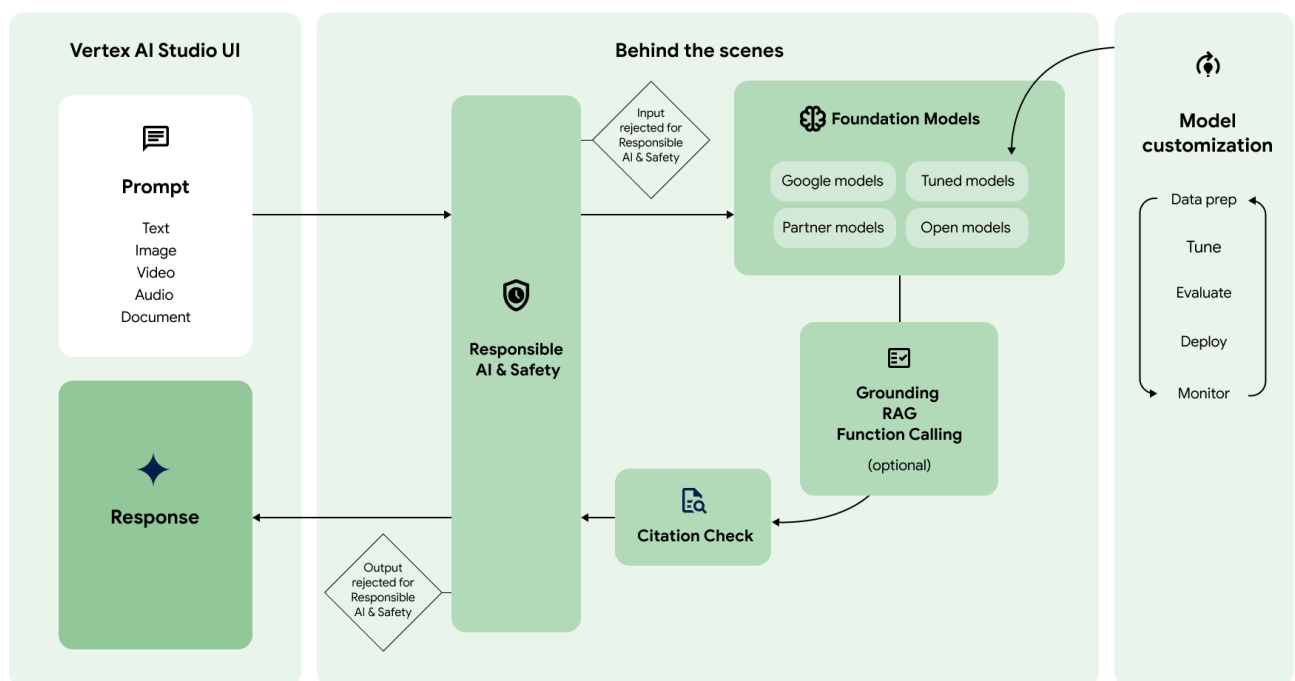 Vertex AI Studio UI
Prompt
Text
Image
Video
Audio
Document
Response
Behind the scenes
Responsible
AI & Safety
Input
rejected for
Responsible
AI & Safety
Foundation Models
Google models
Tuned models
Partner models
Open models
Grounding
RAG
Function Calling
(optional)
Citation Check
Output
rejected for
Responsible
AI & Safety
Model
customization
Data prep
Tune
Evaluate
Deploy
Monitor